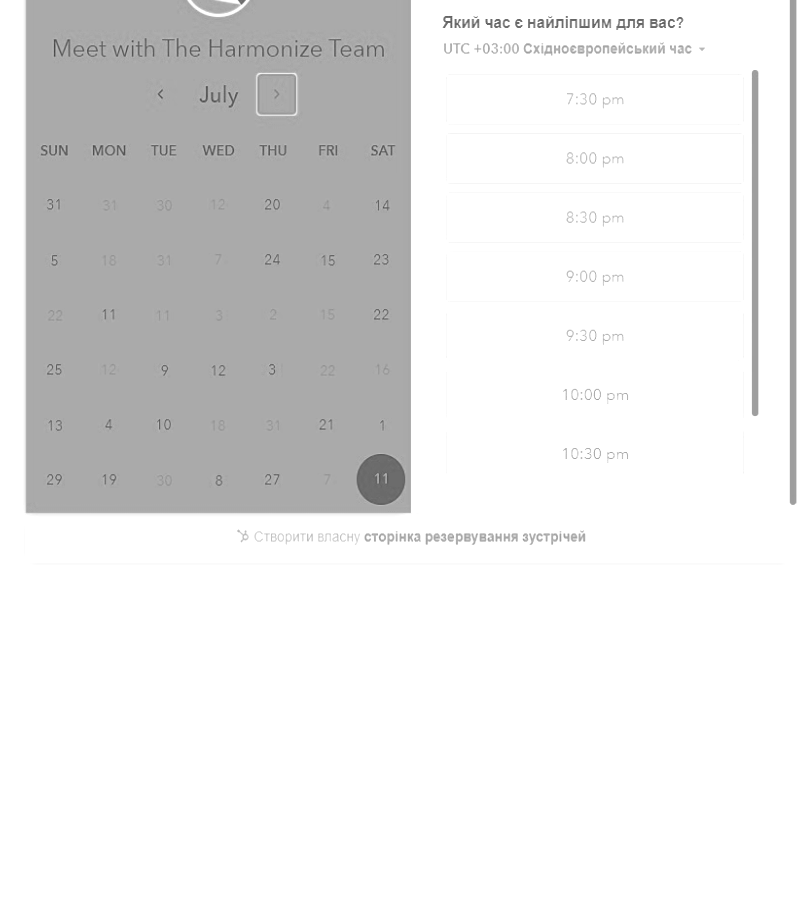 Meet with The Harmonize Team
July
SUN MON TUE WED THU FRI SAT
31 31 30 12 20 4 14
5 18 31 7 24 15 23
22 11 11 3 2 15 22
25 12 9 12 3 22 16
13 4 10 18 31 21 1
29 19 30 8 27 7 11
Який час є найліпшим для вас?
UTC +03:00 Східноєвропейський час
7:30 pm
8:00 pm
8:30 pm
9:00 pm
9:30 pm
10:00 pm
10:30 pm
Створити власну сторінка резервування зустрічей